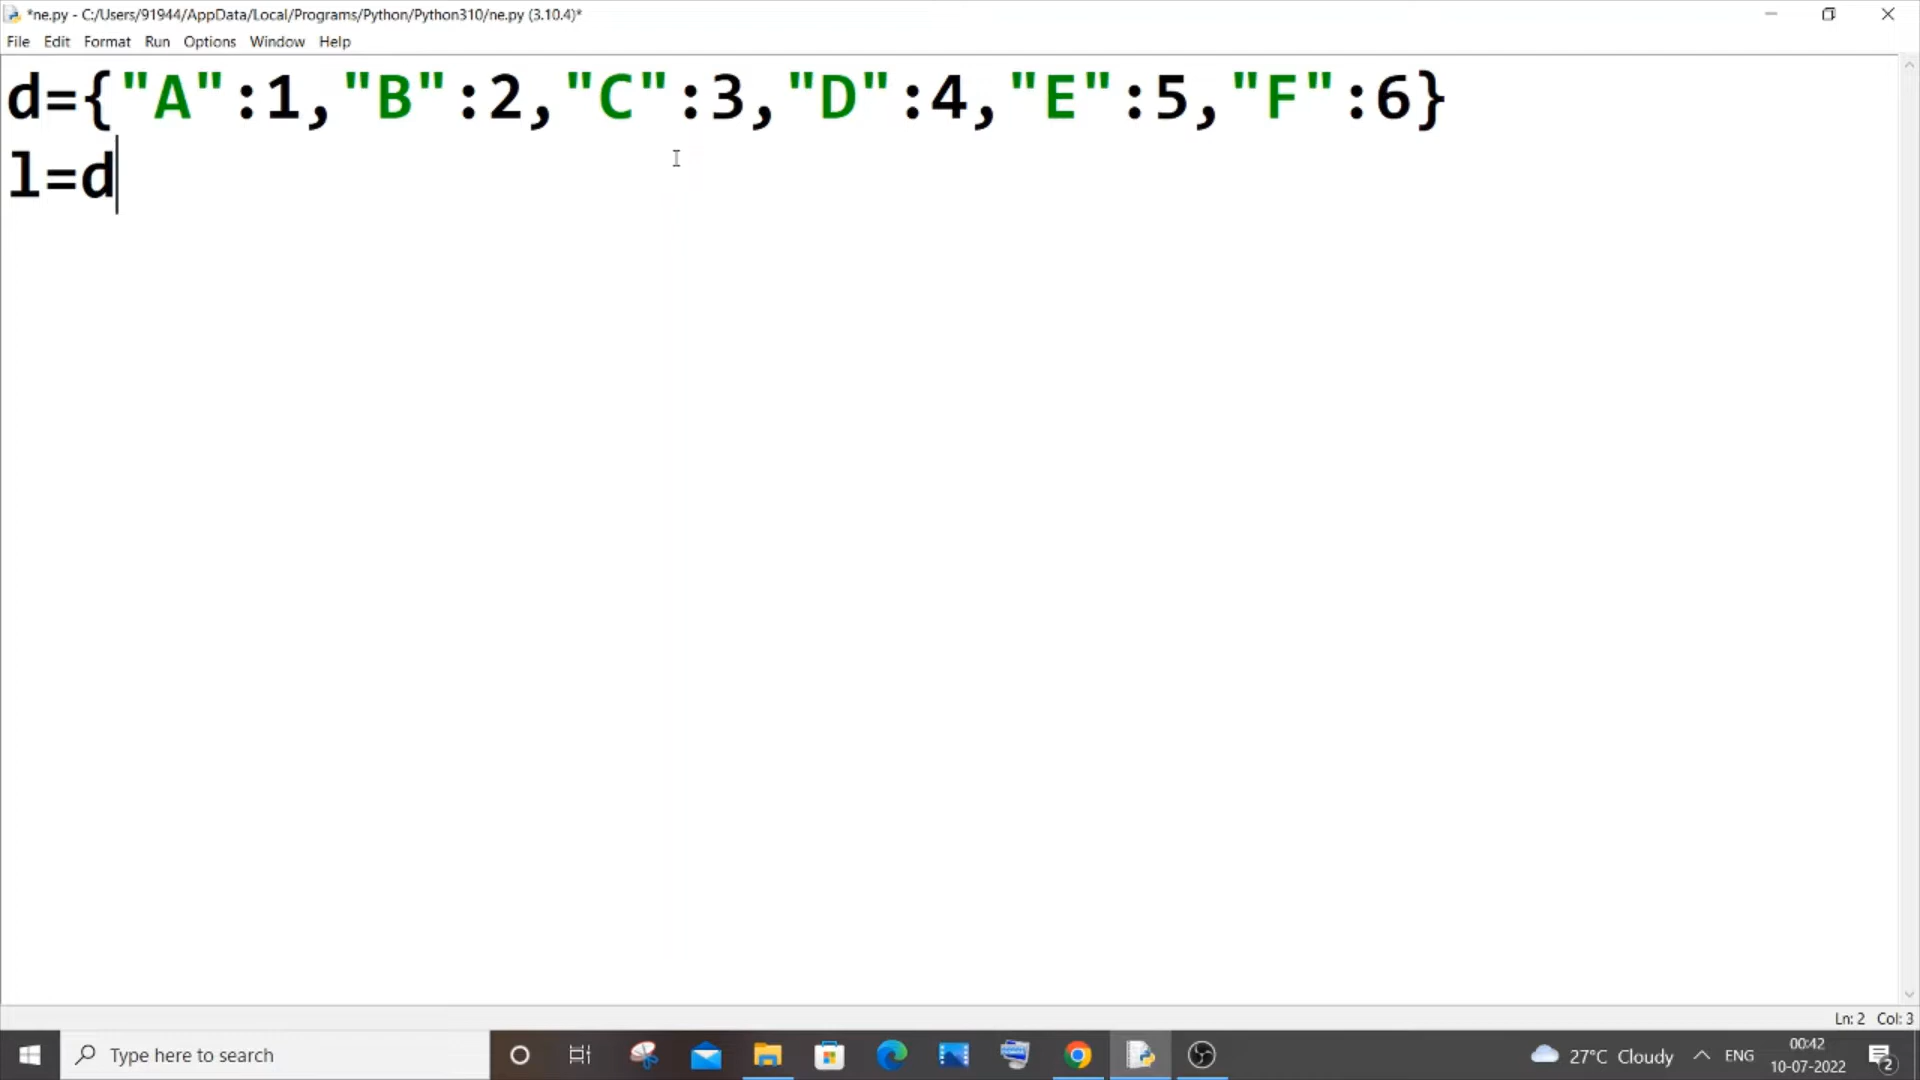 *ne.py - C:/Users/91944/AppData/Local/Programs/Python/Python310/ne.py (3.10.4)*
File Edit Format Run Options Window Help
d={"A":1,"B":2,"C":3,"D":4,"E":5,"F":6}
l=d
Ln: 2 Col: 3
Type here to search
27°C Cloudy
ENG
00:42
10-07-2022
2